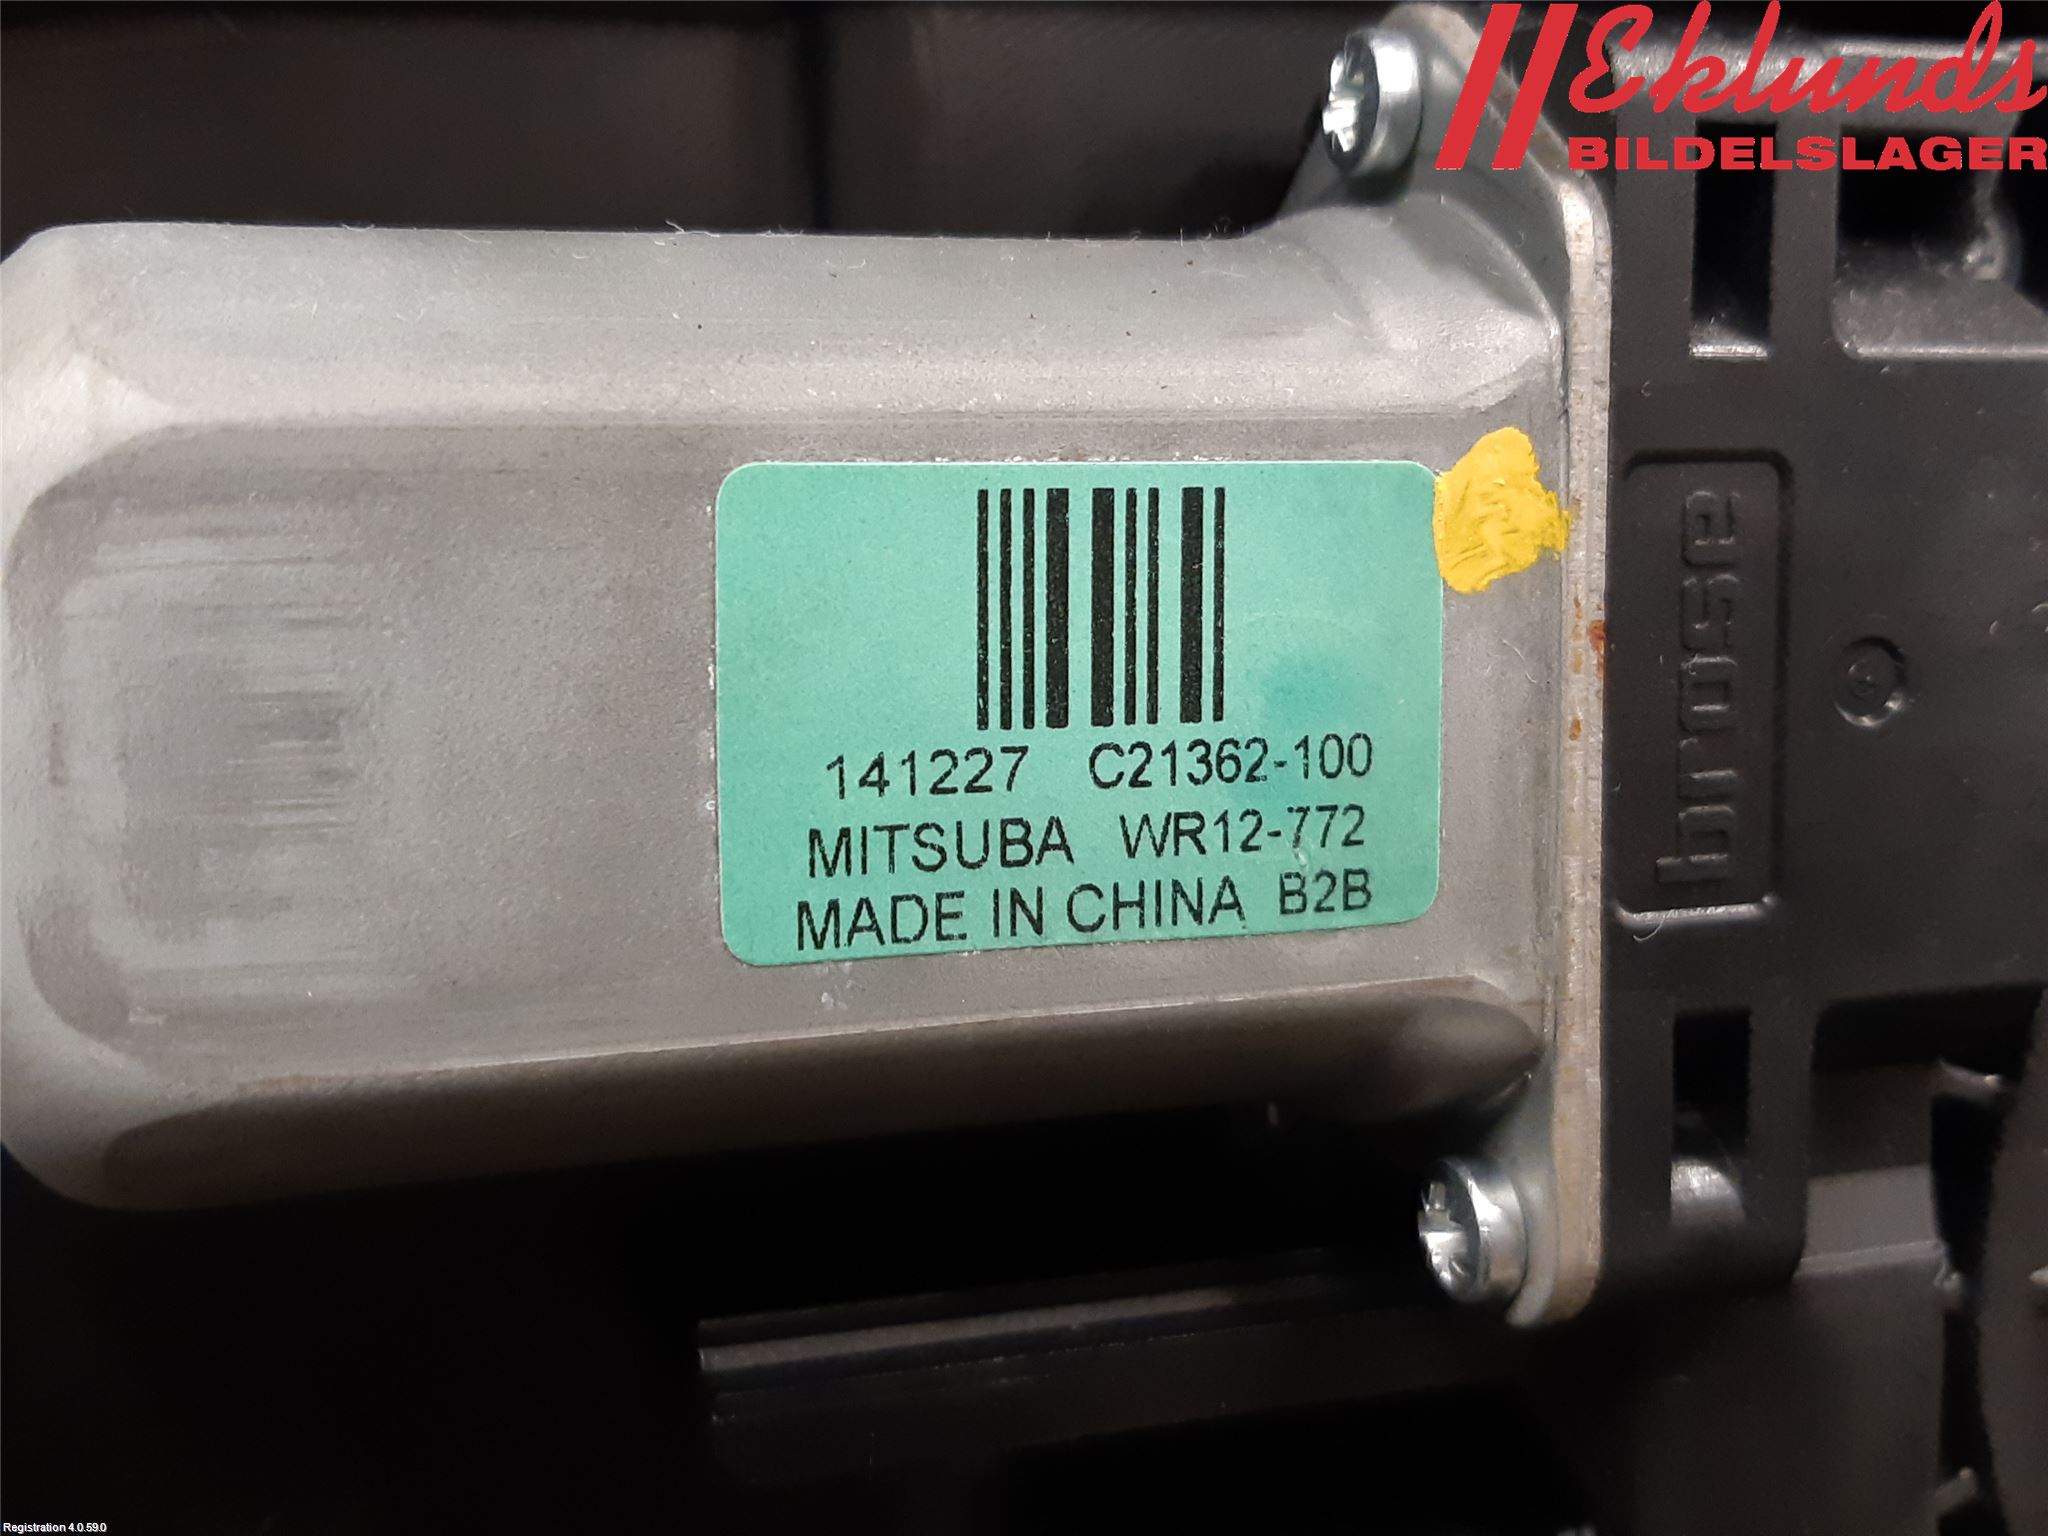 Eklunds
BILDELSLAGER
141227 C21362-100
MITSUBA WR12-772
MADE IN CHINA B2B
brose
Registration 4.0.59.0